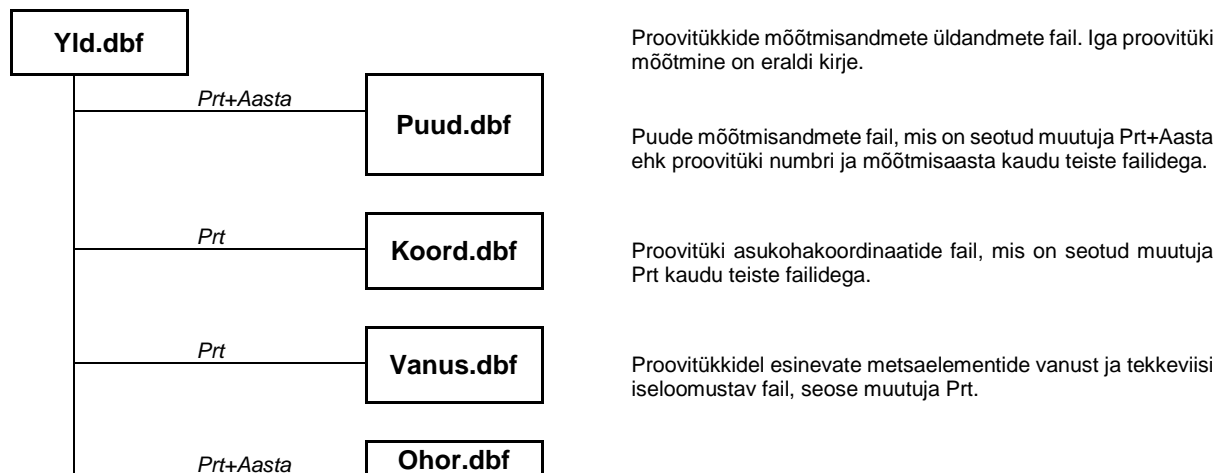 Yld.dbf
Proovitükkide mõõtmisandmete üldandmete fail. Iga proovitüki
mõõtmine on eraldi kirje.
Prt+Aasta
Puud.dbf
Puude mõõtmisandmete fail, mis on seotud muutuja Prt+Aasta
ehk proovitüki numbri ja mõõtmisaasta kaudu teiste failidega.
Prt
Koord.dbf
Proovitüki asukohakoordinaatide fail, mis on seotud muutuja
Prt kaudu teiste failidega.
Prt
Vanus.dbf
Proovitükkidel esinevate metsaelementide vanust ja tekkeviisi
iseloomustav fail, seose muutuja Prt.
Prt+Aasta
Ohor.dbf